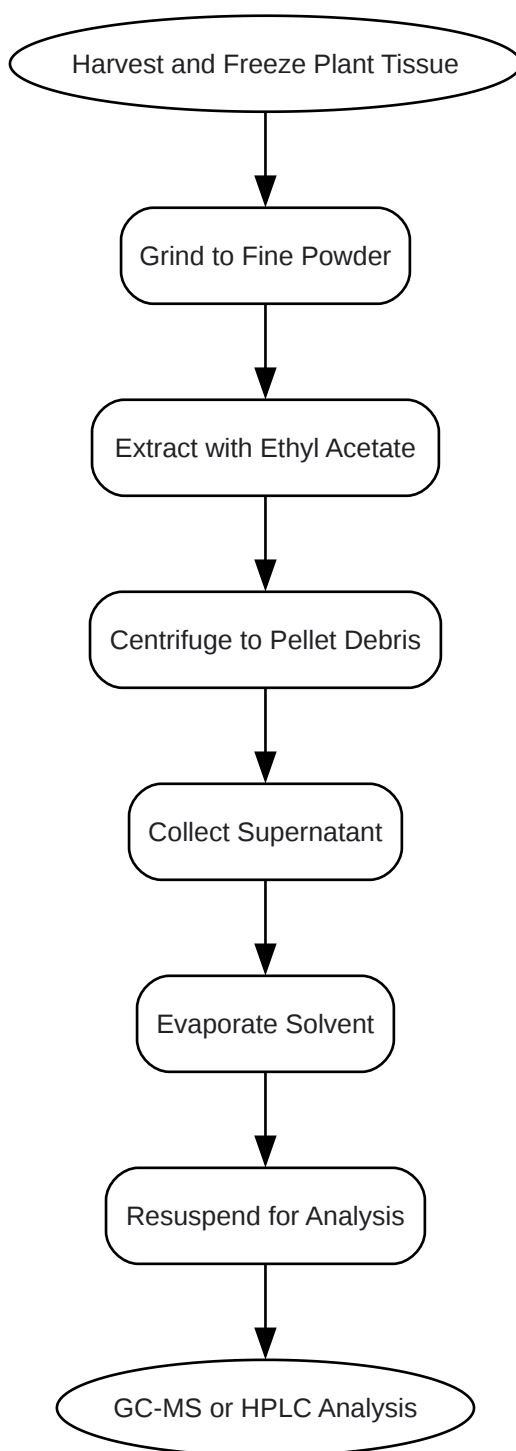 Harvest and Freeze Plant Tissue
Grind to Fine Powder
Extract with Ethyl Acetate
Centrifuge to Pellet Debris
Collect Supernatant
Evaporate Solvent
Resuspend for Analysis
GC-MS or HPLC Analysis